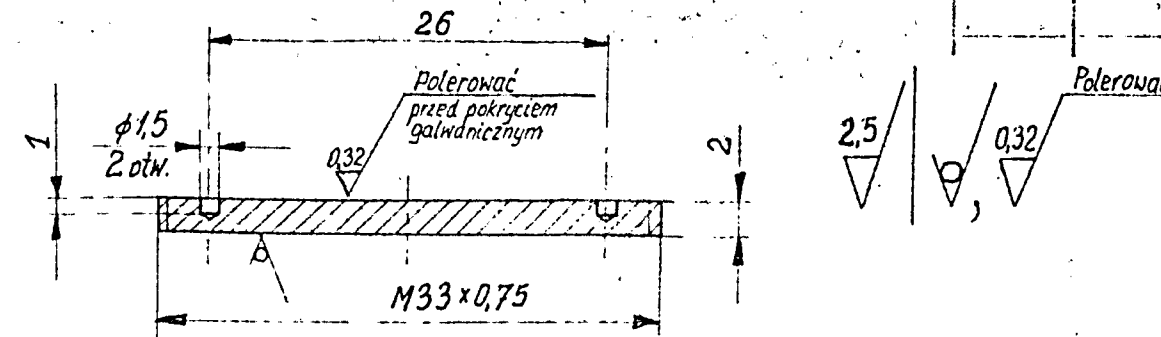 26
Polerować
przed pokryciem
galwanicznym
0,32
1
ϕ1,5
2 otw.
2
M33×0,75
2,5
,
0,32
Polerować